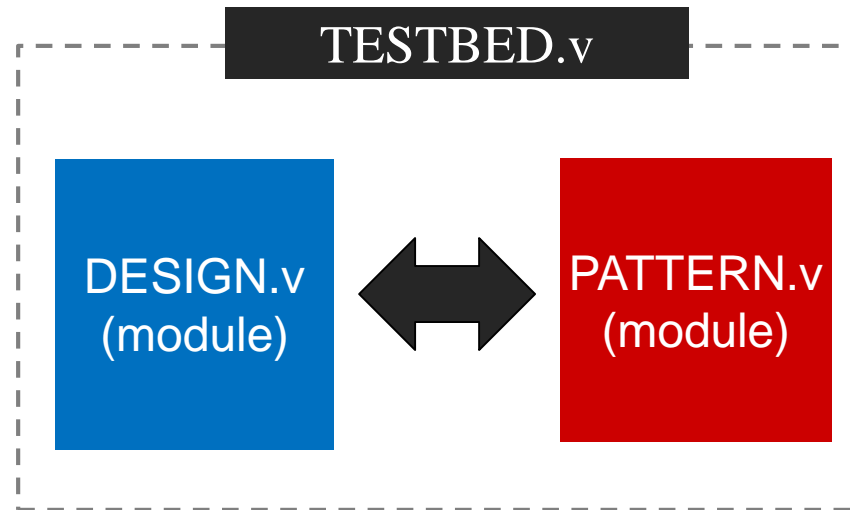 TESTBED.v
DESIGN.v
(module)
PATTERN.v
(module)